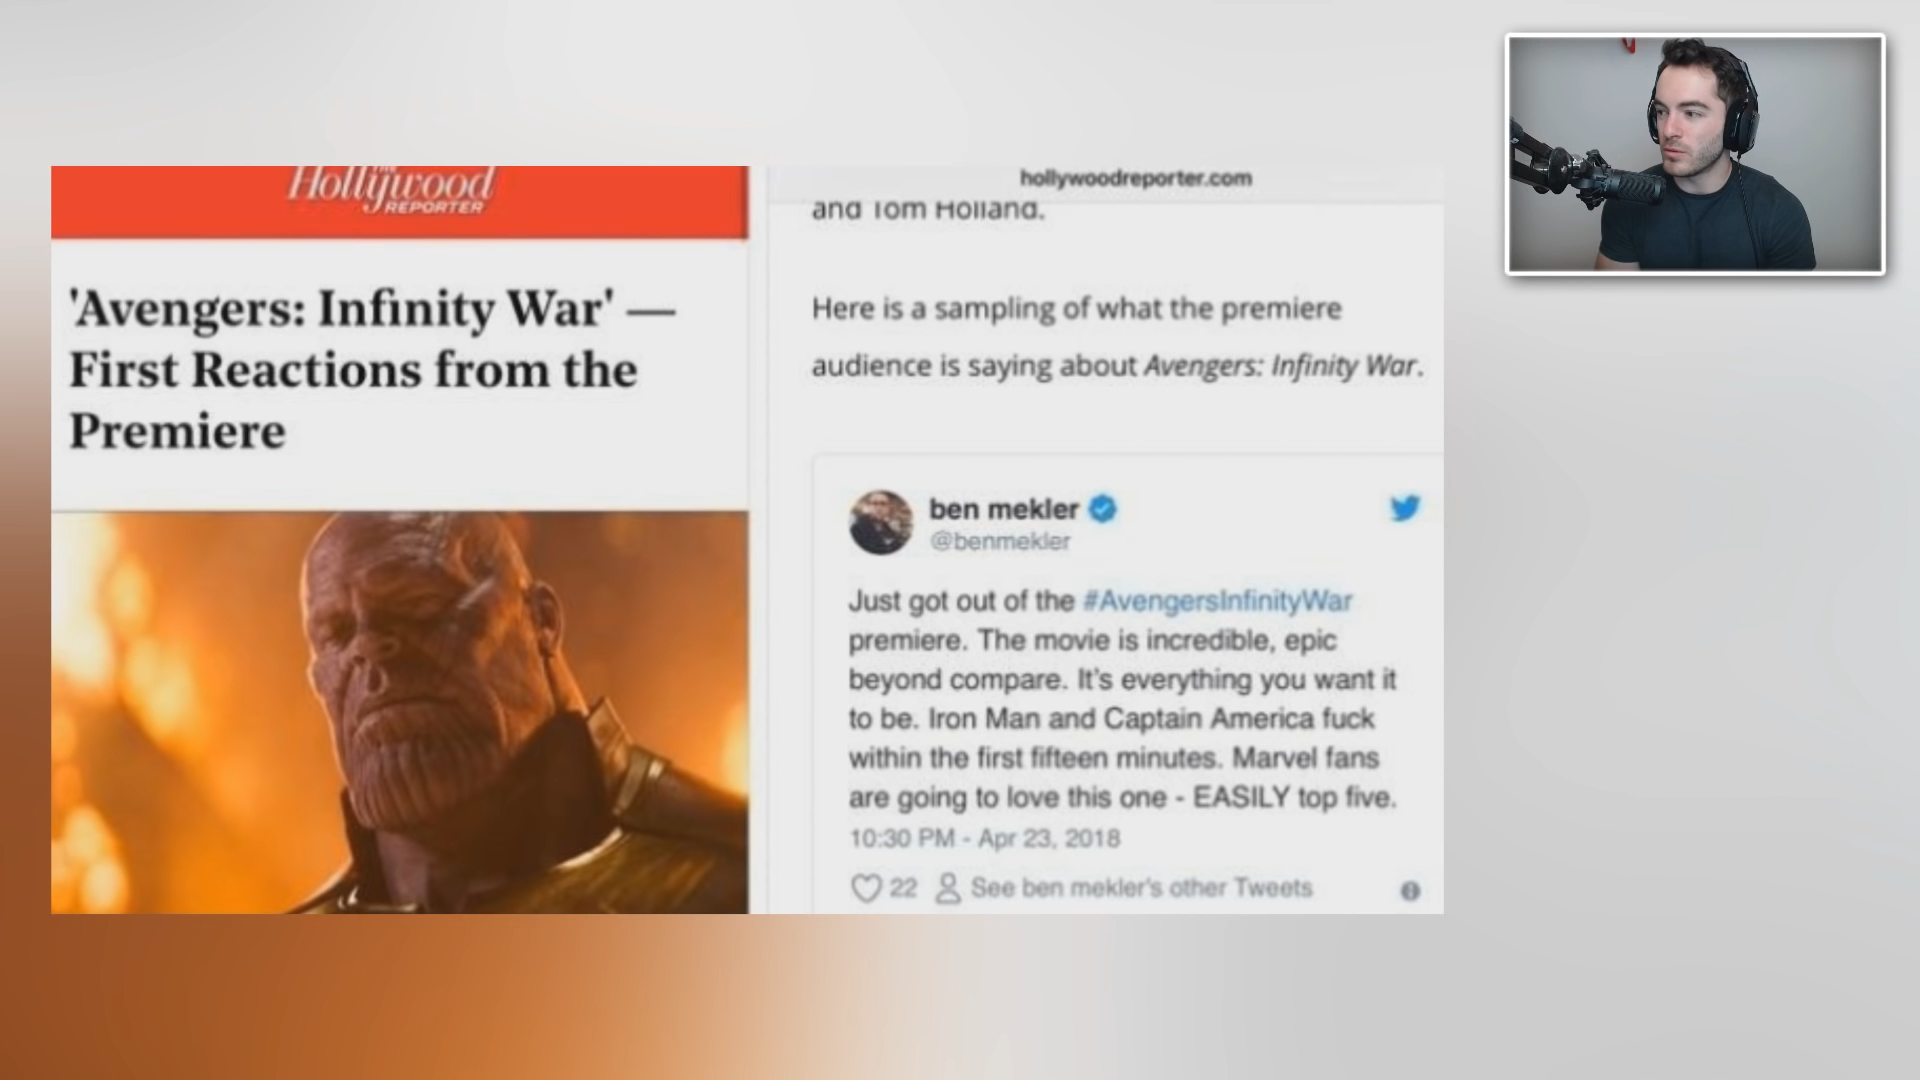 THE
Hollywood
REPORTER
'Avengers: Infinity War' —
First Reactions from the
Premiere
hollywoodreporter.com
and Tom Holland.
Here is a sampling of what the premiere
audience is saying about Avengers: Infinity War.
ben mekler
@benmekler
Just got out of the #AvengersInfinityWar
premiere. The movie is incredible, epic
beyond compare. It's everything you want it
to be. Iron Man and Captain America fuck
within the first fifteen minutes. Marvel fans
are going to love this one - EASILY top five.
10:30 PM - Apr 23, 2018
22 See ben mekler's other Tweets